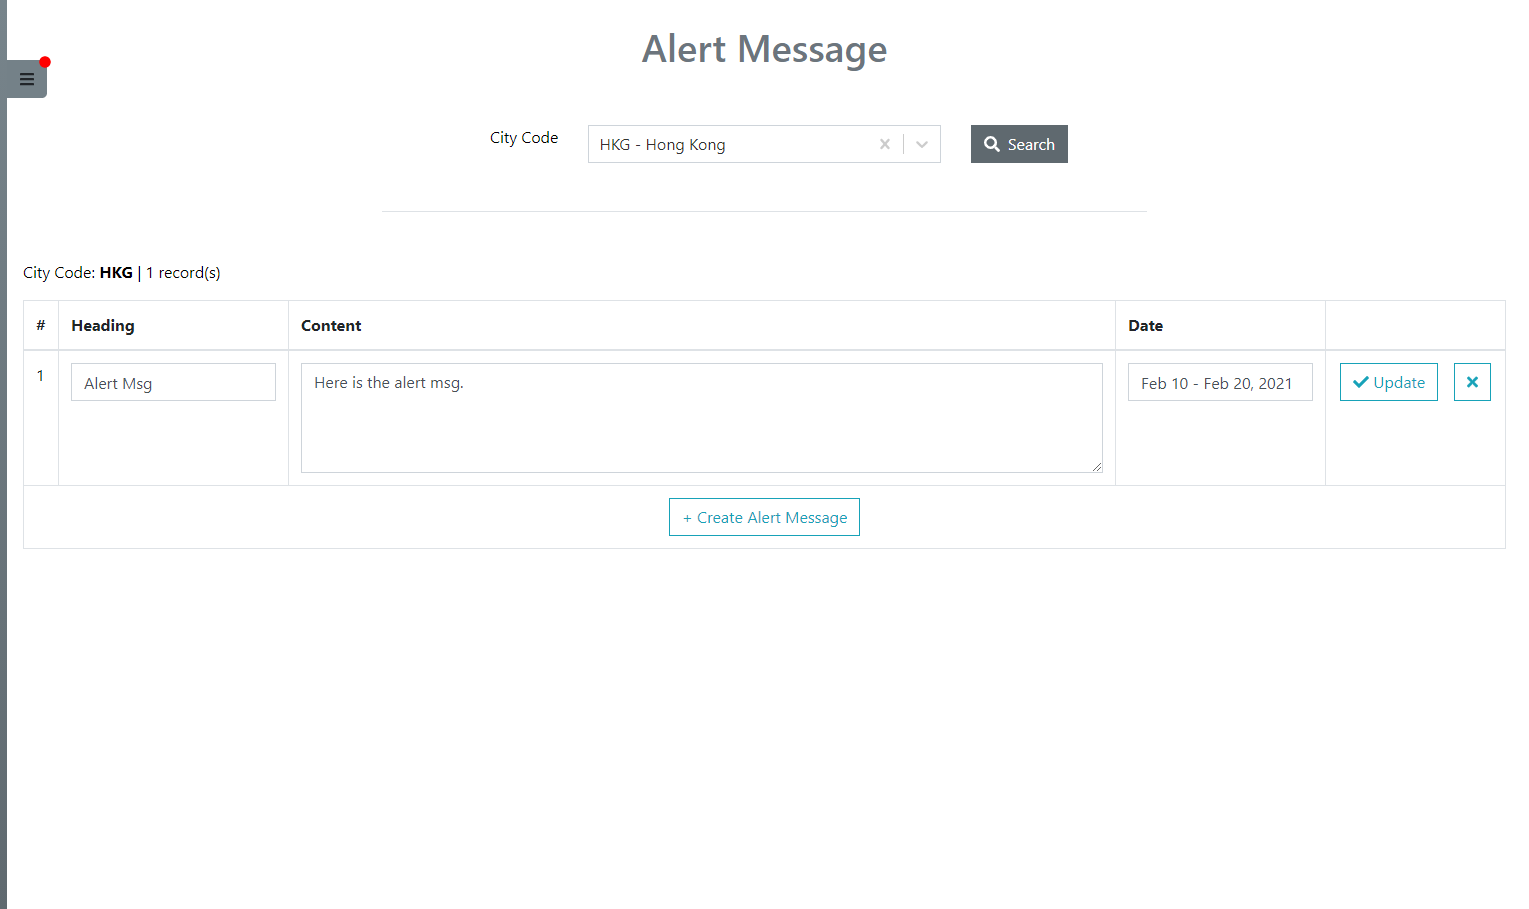 Alert Message
City Code
HKG - Hong Kong
Search
City Code: HKG | 1 record(s)
# Heading Content Date
1 Alert Msg Here is the alert msg. Feb 10 - Feb 20, 2021 Update
+ Create Alert Message